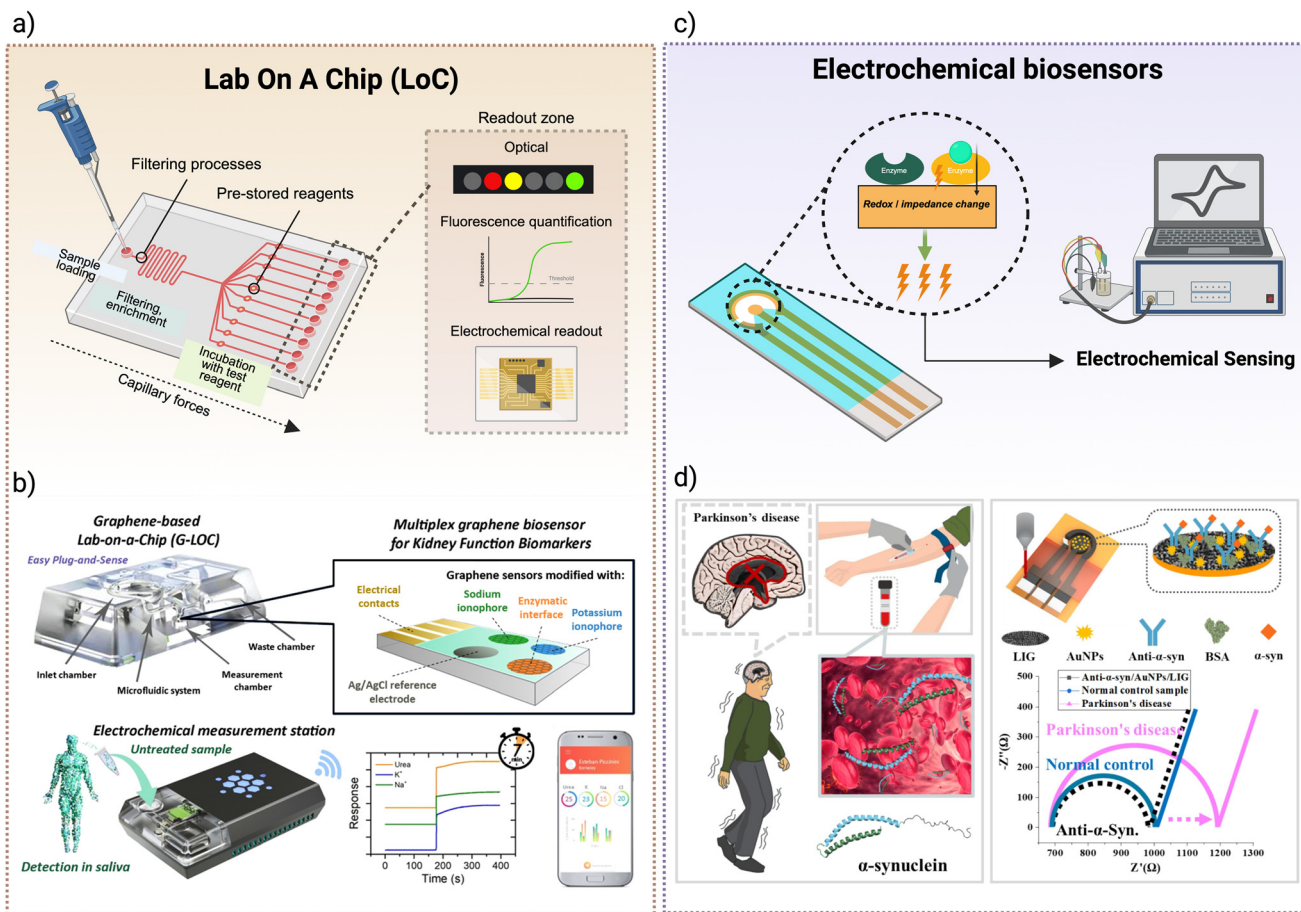 a)
Lab On A Chip (LoC)
Readout zone
Optical
Filtering processes
Pre-stored reagents
Fluorescence quantification
Fluorescence
Threshold
Sample
loading
Filtering,
enrichment
Incubation
with test
reagent
Capillary forces
Electrochemical readout
b)
Graphene-based
Lab-on-a-Chip (G-LOC)
Easy Plug-and-Sense
Inlet chamber
Microfluidic system
Measurement
chamber
Waste chamber
Multiplex graphene biosensor
for Kidney Function Biomarkers
Graphene sensors modified with:
Electrical
contacts
Sodium
ionophore
Enzymatic
interface
Potassium
ionophore
Ag/AgCl reference
electrode
Electrochemical measurement station
Untreated sample
Detection in saliva
7
min
Urea
K+
Na+
Response
0 100 200 300 400
Time (s)
25
20
c)
Electrochemical biosensors
Enzyme
Enzyme
Redox / impedance change
Electrochemical Sensing
d)
Parkinson's disease
α-synuclein
LIG
AuNPs
Anti-α-syn
BSA
α-syn
Anti-α-syn/AuNPs/LIG
Normal control sample
Parkinson's disease
Parkinson's disease
Normal control
Anti-α-Syn.
-Z''(Ω)
500
400
300
200
100
0
700 800 900 1000 1100 1200 1300
Z'(Ω)